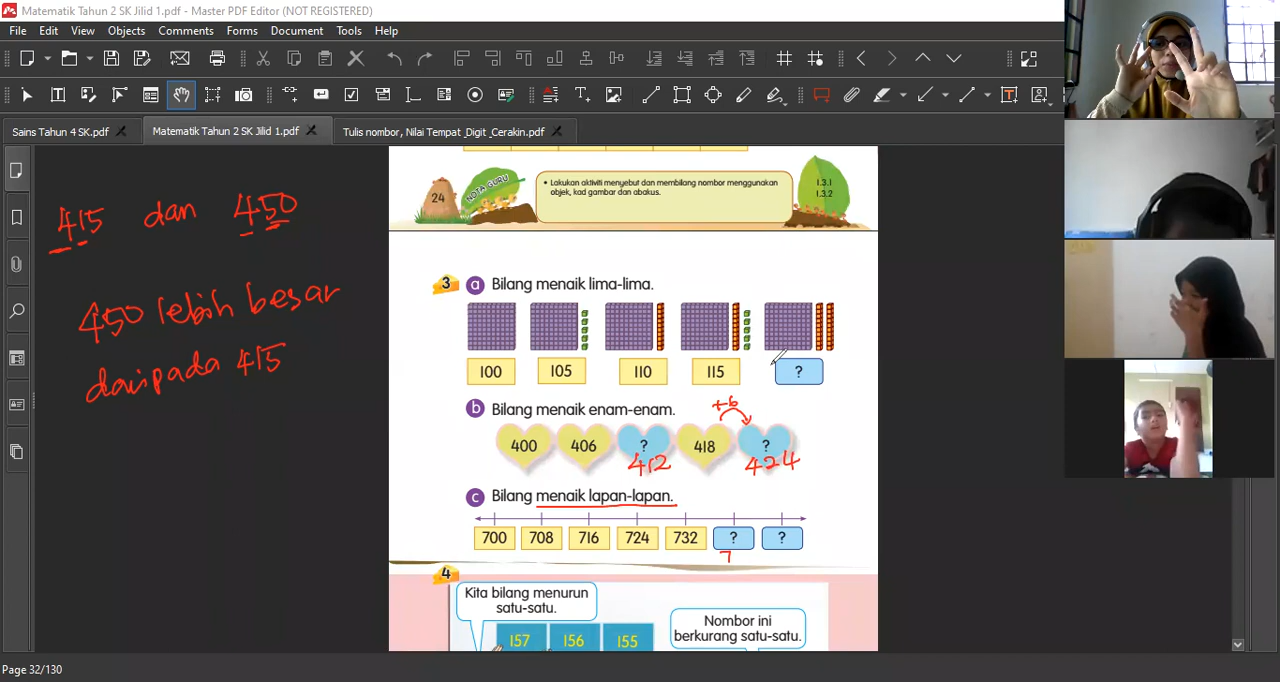 Matematik Tahun 2 SK Jilid 1.pdf - Master PDF Editor (NOT REGISTERED)
File Edit View Objects Comments Forms Document Tools Help
Sains Tahun 4 SK.pdf Matematik Tahun 2 SK Jilid 1.pdf Tulis nombor, Nilai Tempat ,Digit ,Cerakin.pdf
415 dan 450
450 lebih besar
daripada 415
24
NOTA GURU
• Lakukan aktiviti menyebut dan membilang nombor menggunakan
objek, kad gambar dan abakus.
1.3.1
1.3.2
3 a Bilang menaik lima-lima.
100 105 110 115 ?
b Bilang menaik enam-enam.
+6
400 406 ? 418 ?
412 424
c Bilang menaik lapan-lapan.
700 708 716 724 732 ? ?
7
4
Kita bilang menurun
satu-satu.
157 156 155
Nombor ini
berkurang satu-satu.
Page 32/130